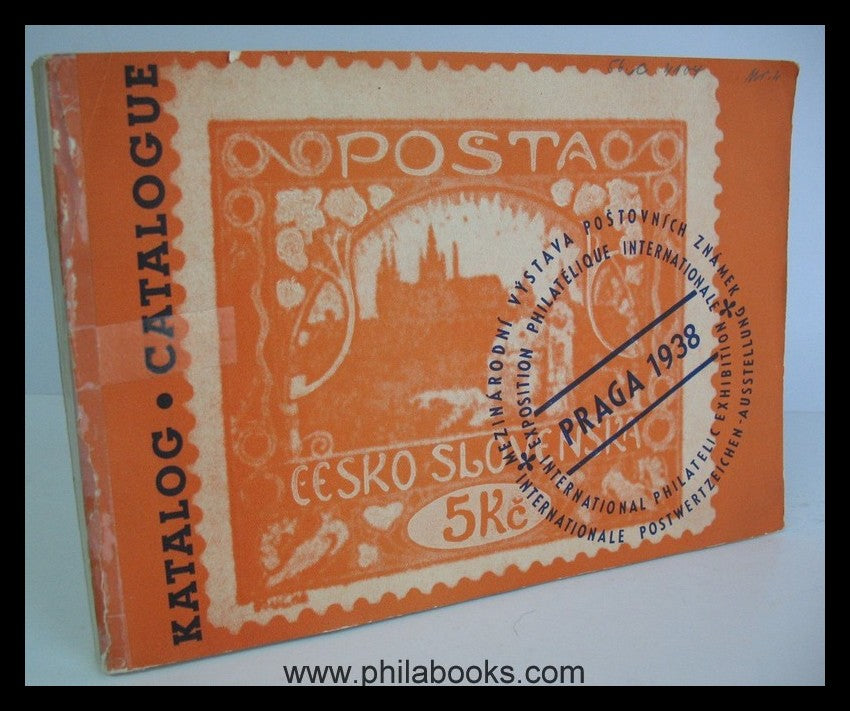 KATALOG • CATALOGUE
POŠTA
ČESKO SLOVENSKÁ
5Kč
MEZINÁRODNÍ VÝSTAVA POŠTOVNÍCH ZNÁMEK
EXPOSITION PHILATÉLIQUE INTERNATIONALE
PRAGA 1938
INTERNATIONAL PHILATELIC EXHIBITION
INTERNATIONALE POSTWERTZEICHEN-AUSSTELLUNG
www.philabooks.com